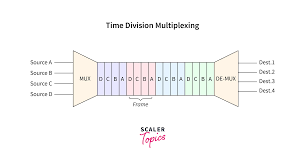 Time Division Multiplexing
Source A
Source B
Source C
Source D
MUX
D C B A D C B A D C B A D C B A
Frame
DE-MUX
Dest.1
Dest.2
Dest.3
Dest.4
SCALER
Topics